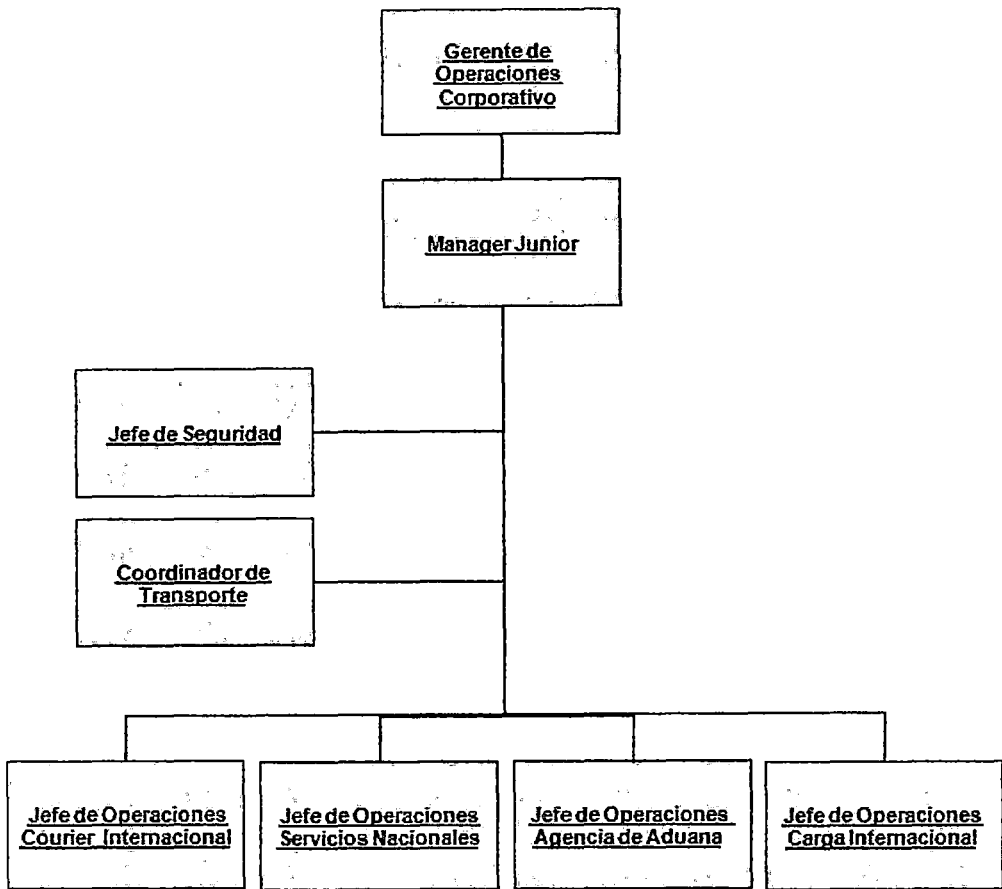 Gerente de
Operaciones
Corporativo
Manager Junior
Jefe de Seguridad
Coordinador de
Transporte
Jefe de Operaciones
Courier Internacional
Jefe de Operaciones
Servicios Nacionales
Jefe de Operaciones
Agencia de Aduana
Jefe de Operaciones
Carga Internacional